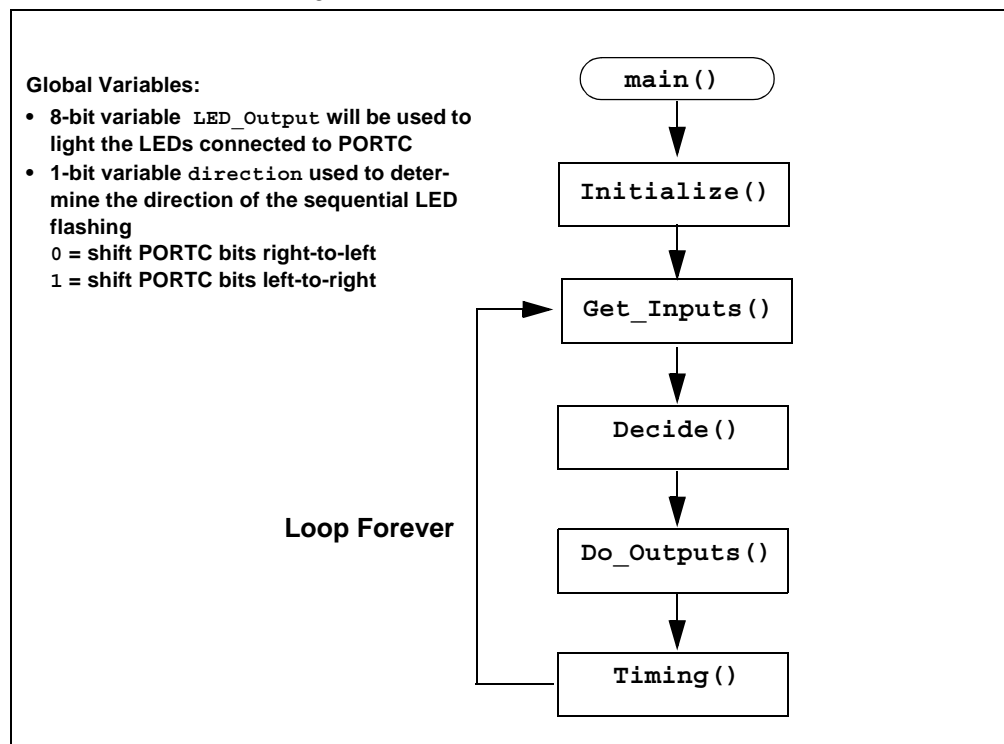 Global Variables:
• 8-bit variable LED_Output will be used to
light the LEDs connected to PORTC
• 1-bit variable direction used to deter-
mine the direction of the sequential LED
flashing
0 = shift PORTC bits right-to-left
1 = shift PORTC bits left-to-right
main()
Initialize()
Get_Inputs()
Decide()
Loop Forever
Do_Outputs()
Timing()